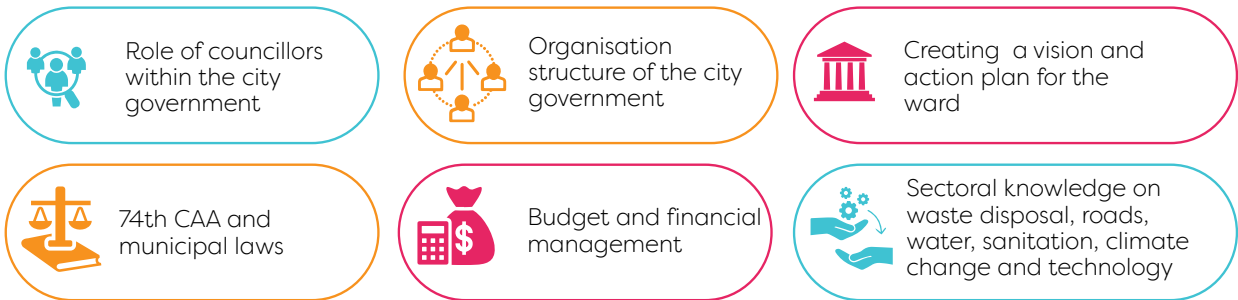 Role of councillors
within the city
government
Organisation
structure of the city
government
Creating a vision and
action plan for the
ward
74th CAA and
municipal laws
$
Budget and financial
management
Sectoral knowledge on
waste disposal, roads,
water, sanitation, climate
change and technology